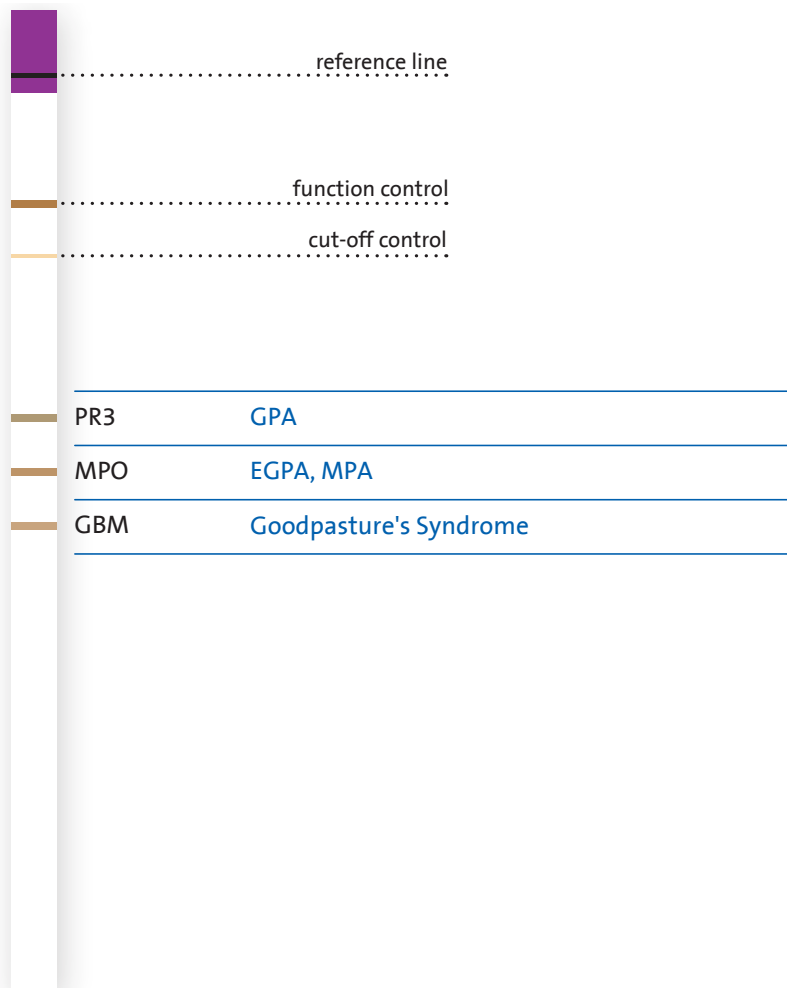 reference line
function control
cut-off control
PR3 GPA
MPO EGPA, MPA
GBM Goodpasture's Syndrome